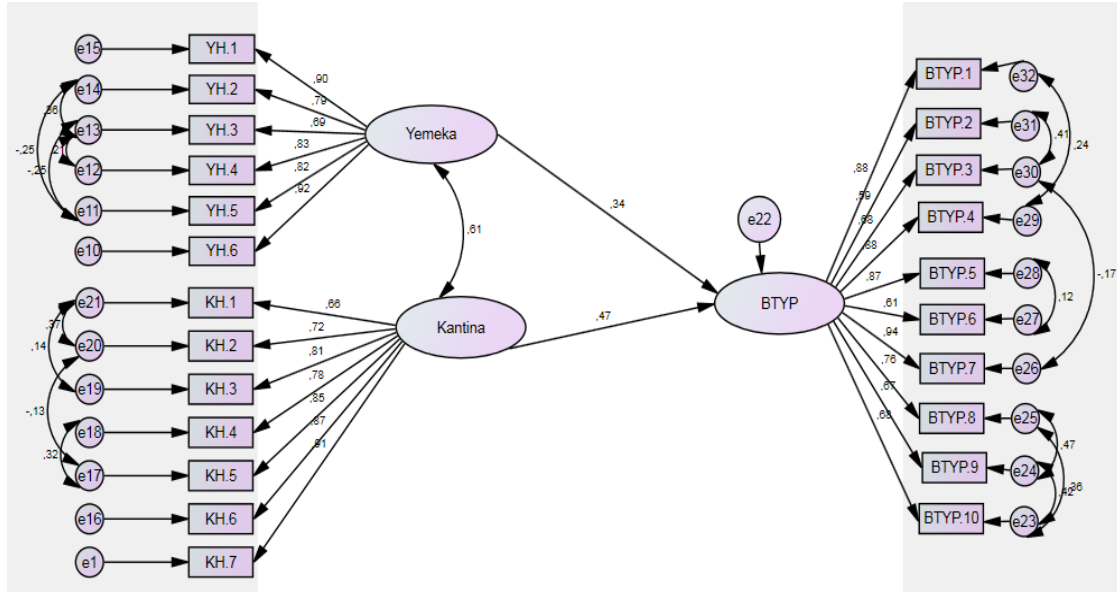 e15 YH.1
e14 YH.2
e13 YH.3
e12 YH.4
e11 YH.5
e10 YH.6
e21 KH.1
e20 KH.2
e19 KH.3
e18 KH.4
e17 KH.5
e16 KH.6
e1 KH.7
-,25
-,25
,36
,37
,14
-,13
,32
,90
,79
,69
,83
,82
,92
Yemeka
,61
,66
,72
,81
,78
,85
,87
,91
Kantina
,34
,47
e22
BTYP
,88
,59
,68
,88
,87
,61
,94
,76
,67
,68
BTYP.1 e32
BTYP.2 e31
BTYP.3 e30
BTYP.4 e29
BTYP.5 e28
BTYP.6 e27
BTYP.7 e26
BTYP.8 e25
BTYP.9 e24
BTYP.10 e23
,41
,24
-,17
,12
,47
,36
,42